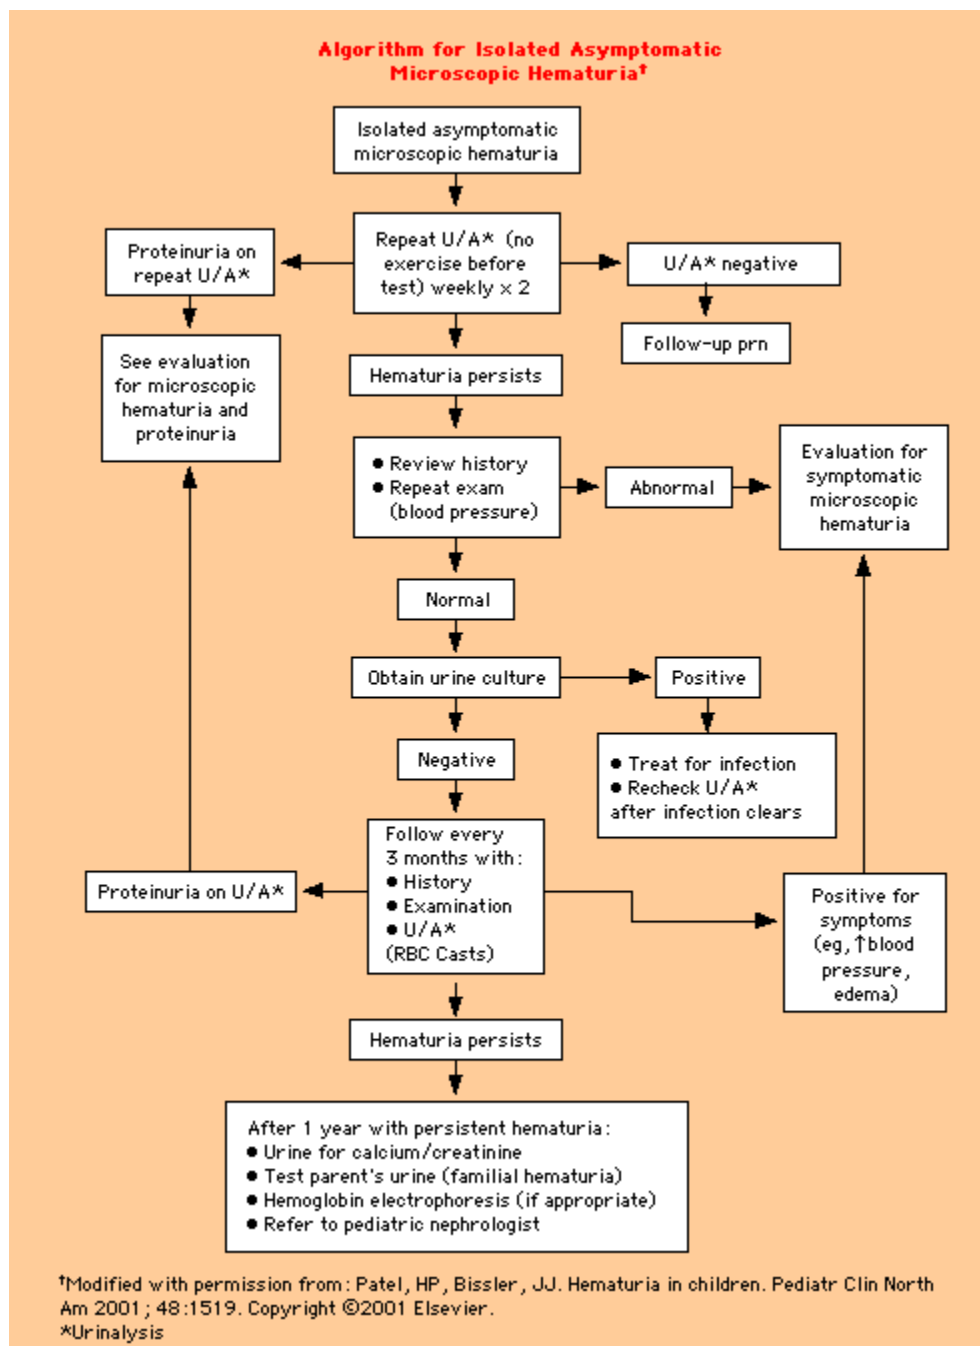 Algorithm for Isolated Asymptomatic
Microscopic Hematuria†
Isolated asymptomatic
microscopic hematuria
Proteinuria on
repeat U/A*
Repeat U/A* (no
exercise before
test) weekly x 2
U/A* negative
Follow-up prn
See evaluation
for microscopic
hematuria and
proteinuria
Hematuria persists
● Review history
● Repeat exam
(blood pressure)
Abnormal
Evaluation for
symptomatic
microscopic
hematuria
Normal
Obtain urine culture
Positive
Negative
● Treat for infection
● Recheck U/A*
after infection clears
Proteinuria on U/A*
Follow every
3 months with:
● History
● Examination
● U/A*
(RBC Casts)
Positive for
symptoms
(eg,↑blood
pressure,
edema)
Hematuria persists
After 1 year with persistent hematuria:
● Urine for calcium/creatinine
● Test parent's urine (familial hematuria)
● Hemoglobin electrophoresis (if appropriate)
● Refer to pediatric nephrologist
†Modified with permission from: Patel, HP, Bissler, JJ. Hematuria in children. Pediatr Clin North
Am 2001; 48:1519. Copyright ©2001 Elsevier.
*Urinalysis